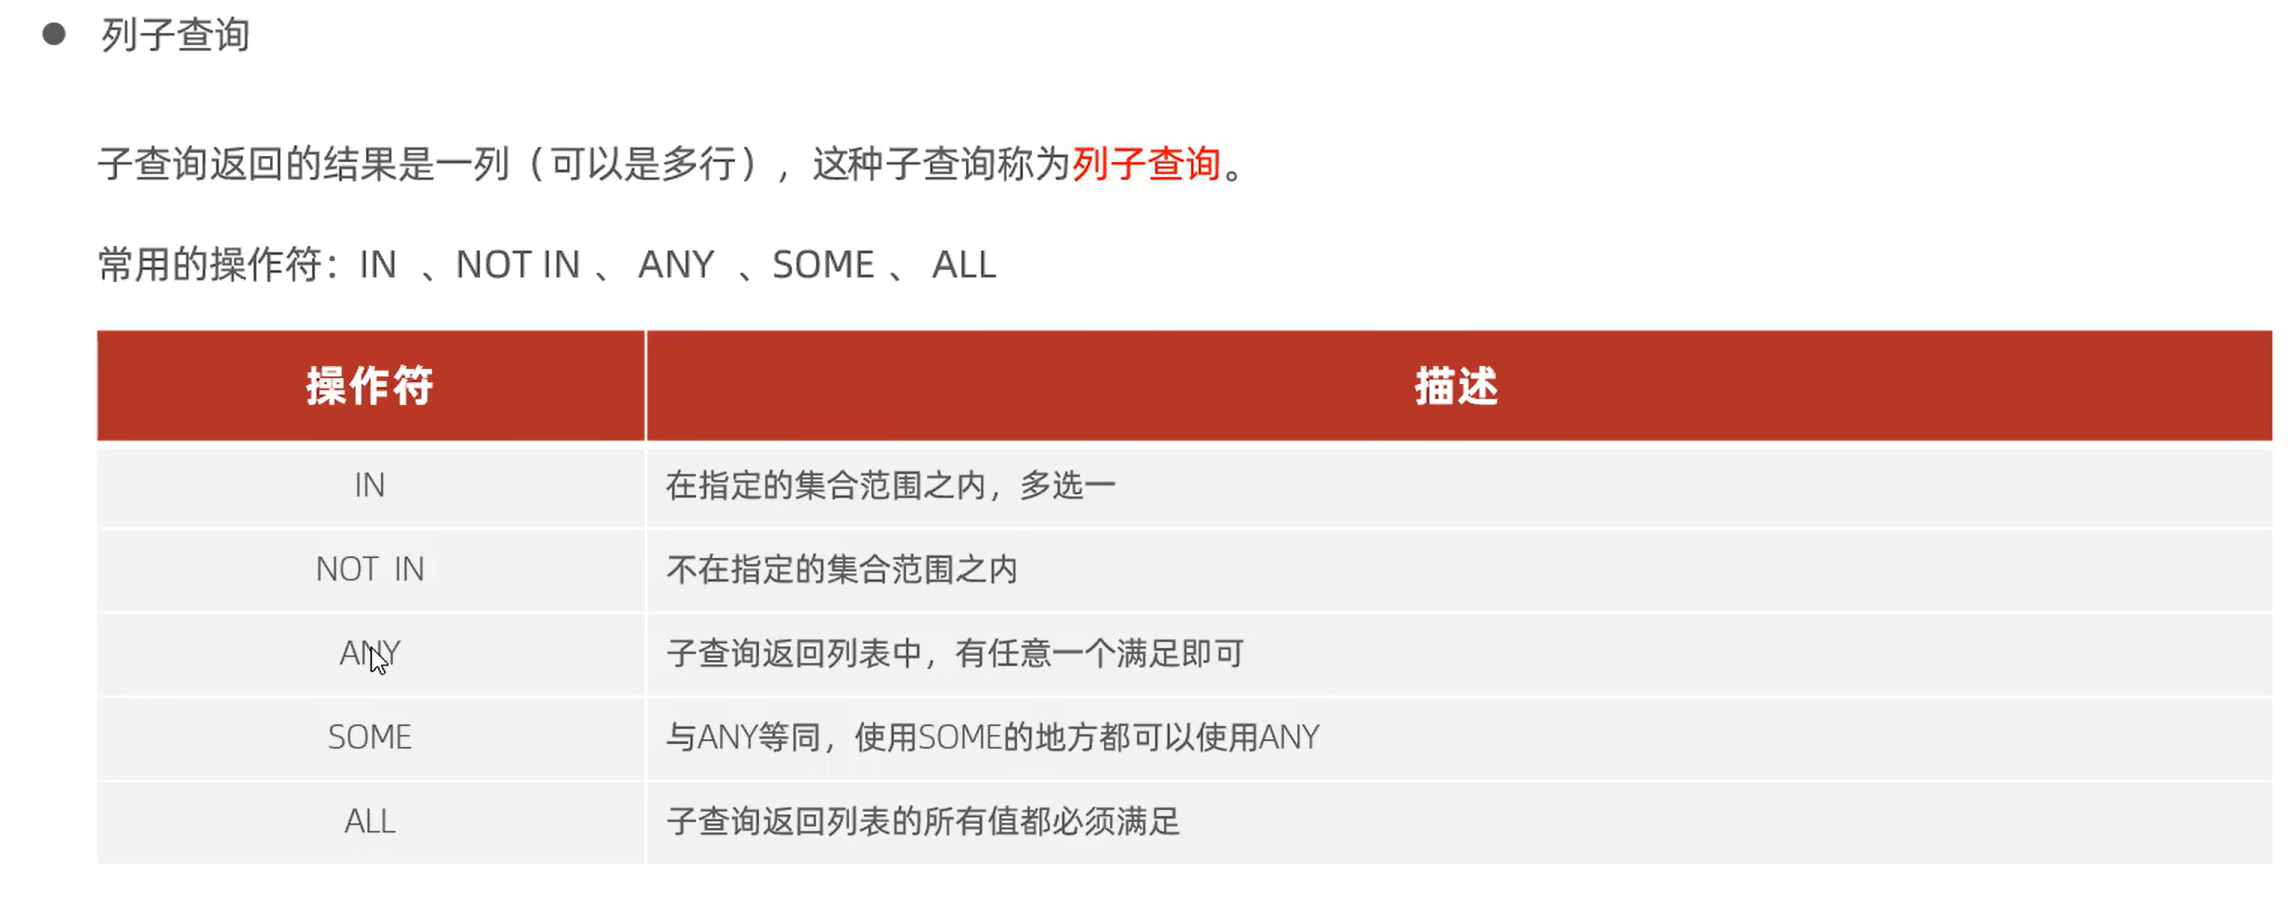 列子查询
子查询返回的结果是一列（可以是多行），这种子查询称为列子查询。
常用的操作符：IN 、NOT IN 、 ANY 、SOME 、 ALL
操作符 描述
IN 在指定的集合范围之内，多选一
NOT IN 不在指定的集合范围之内
ANY 子查询返回列表中，有任意一个满足即可
SOME 与ANY等同，使用SOME的地方都可以使用ANY
ALL 子查询返回列表的所有值都必须满足